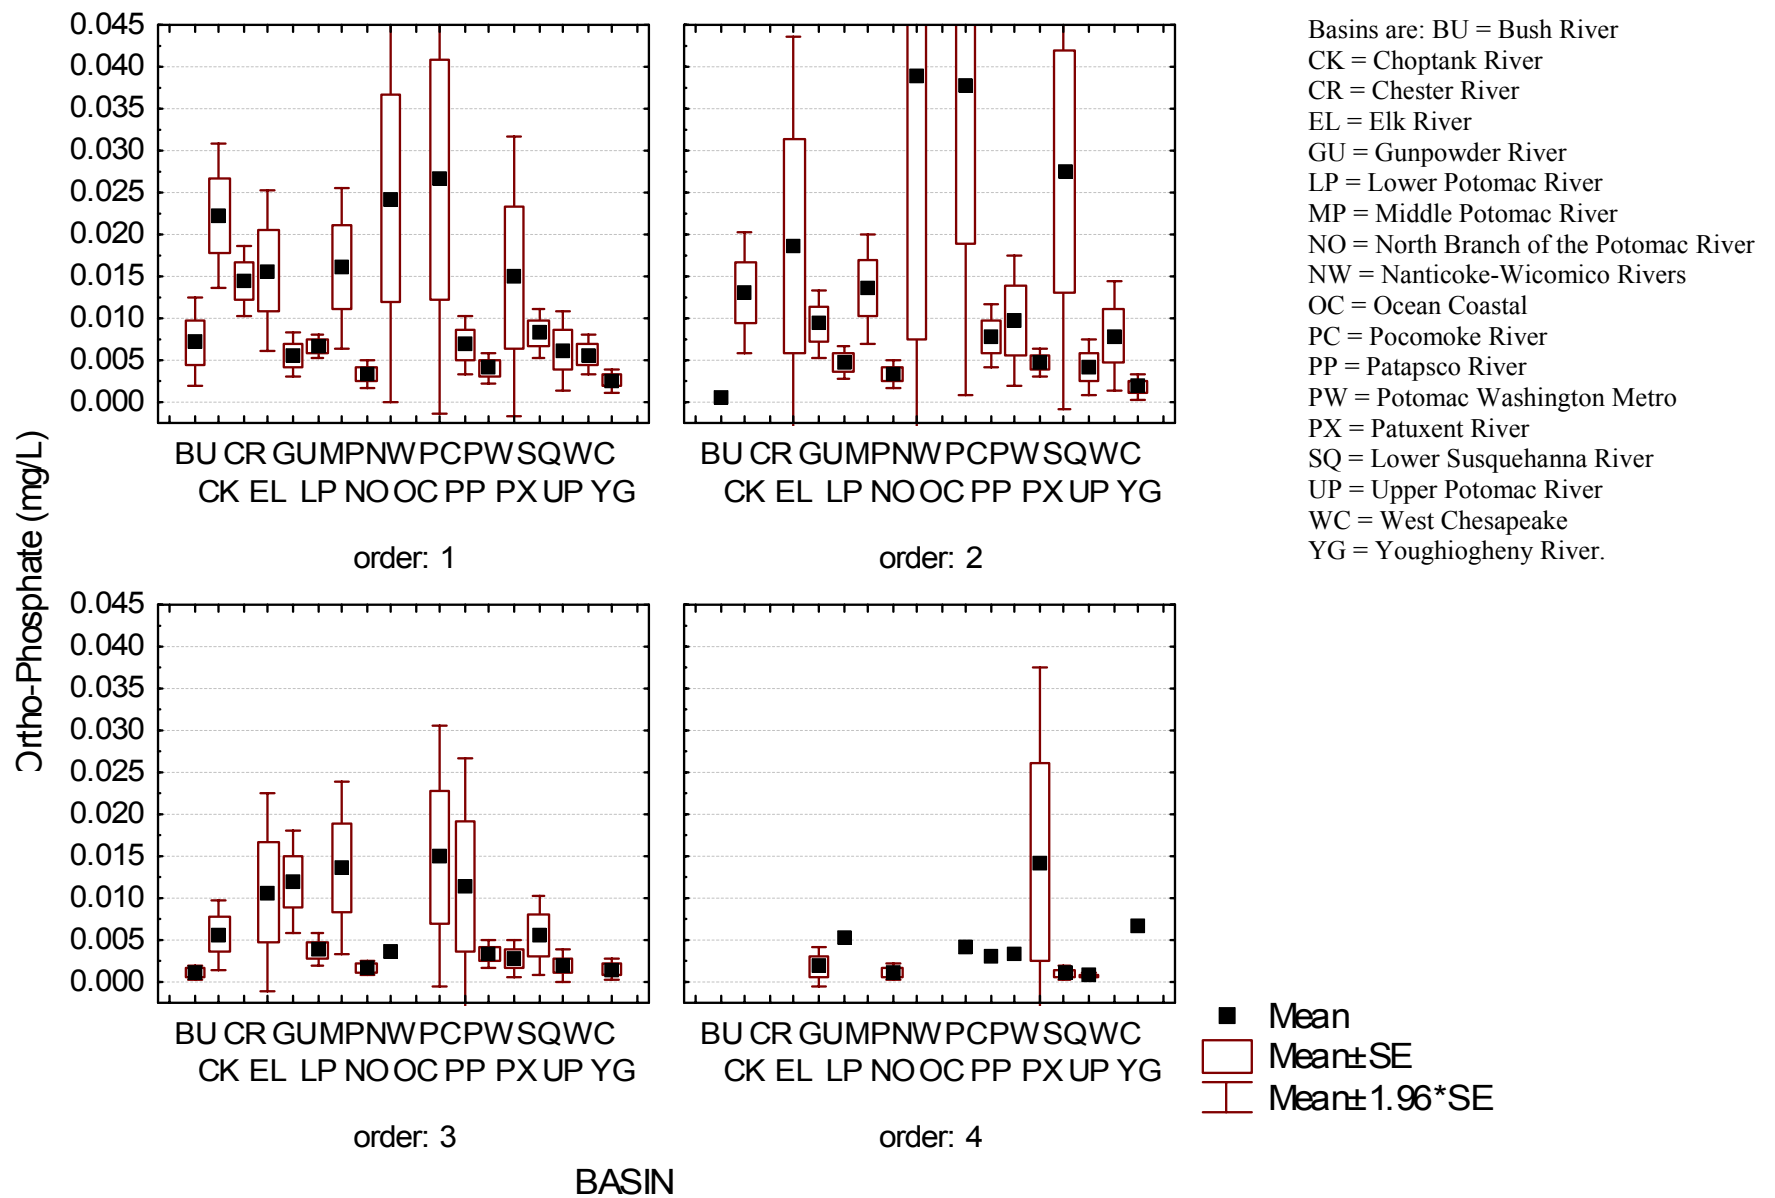 0.045
0.040
0.035
0.030
0.025
0.020
0.015
0.010
0.005
0.000
BU CR GU MP NW PC PW SQ WC
CK EL LP NO OC PP PX UP YG
order: 1
BU CR GU MP NW PC PW SQ WC
CK EL LP NO OC PP PX UP YG
order: 2
Basins are: BU = Bush River
CK = Choptank River
CR = Chester River
EL = Elk River
GU = Gunpowder River
LP = Lower Potomac River
MP = Middle Potomac River
NO = North Branch of the Potomac River
NW = Nanticoke-Wicomico Rivers
OC = Ocean Coastal
PC = Pocomoke River
PP = Patapsco River
PW = Potomac Washington Metro
PX = Patuxent River
SQ = Lower Susquehanna River
UP = Upper Potomac River
WC = West Chesapeake
YG = Youghiogheny River.
Ortho-Phosphate (mg/L)
0.045
0.040
0.035
0.030
0.025
0.020
0.015
0.010
0.005
0.000
BU CR GU MP NW PC PW SQ WC
CK EL LP NO OC PP PX UP YG
order: 3
BU CR GU MP NW PC PW SQ WC
CK EL LP NO OC PP PX UP YG
order: 4
BASIN
Mean
Mean±SE
Mean±1.96*SE